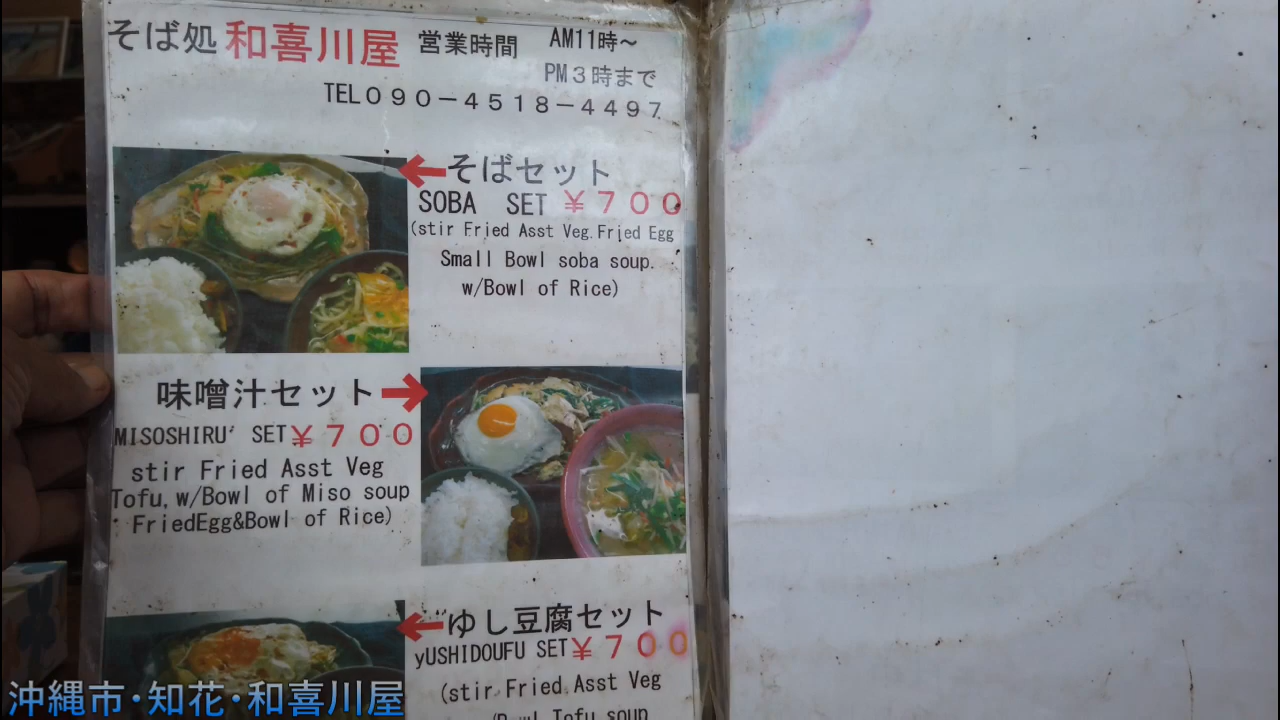 そば処 和喜川屋 営業時間 AM11時～
PM3時まで
TEL090－4518－4497
←そばセット
SOBA SET ￥700
(stir Fried Asst Veg.Fried Egg
Small Bowl soba soup.
w/Bowl of Rice)
味噌汁セット→
MISOSHIRU SET￥700
stir Fried Asst Veg
Tofu,w/Bowl of Miso soup
FriedEgg&Bowl of Rice)
←ゆし豆腐セット
yUSHIDOUFU SET￥700
(stir Fried Asst Veg
/Bowl Tofu soup
沖縄市・知花・和喜川屋